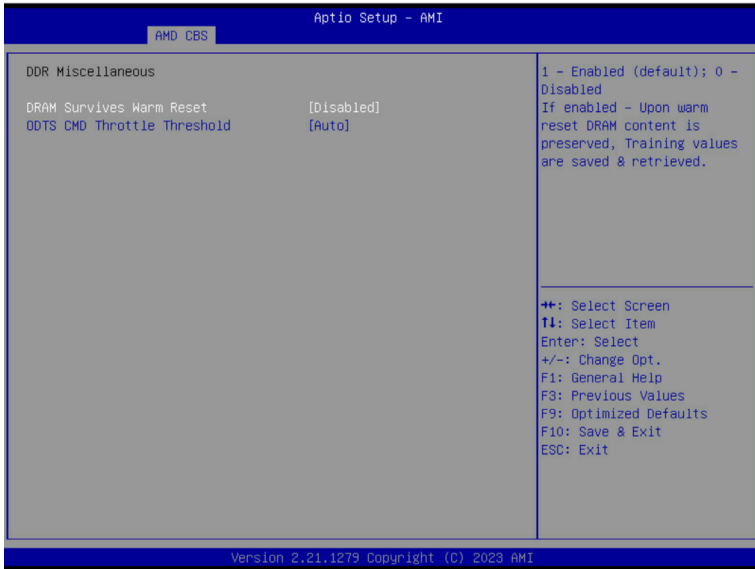 Aptio Setup – AMI
AMD CBS
DDR Miscellaneous
DRAM Survives Warm Reset [Disabled]
ODTS CMD Throttle Threshold [Auto]
1 – Enabled (default); 0 –
Disabled
If enabled – Upon warm
reset DRAM content is
preserved, Training values
are saved & retrieved.
→←: Select Screen
↑↓: Select Item
Enter: Select
+/-: Change Opt.
F1: General Help
F3: Previous Values
F9: Optimized Defaults
F10: Save & Exit
ESC: Exit
Version 2.21.1279 Copyright (C) 2023 AMI